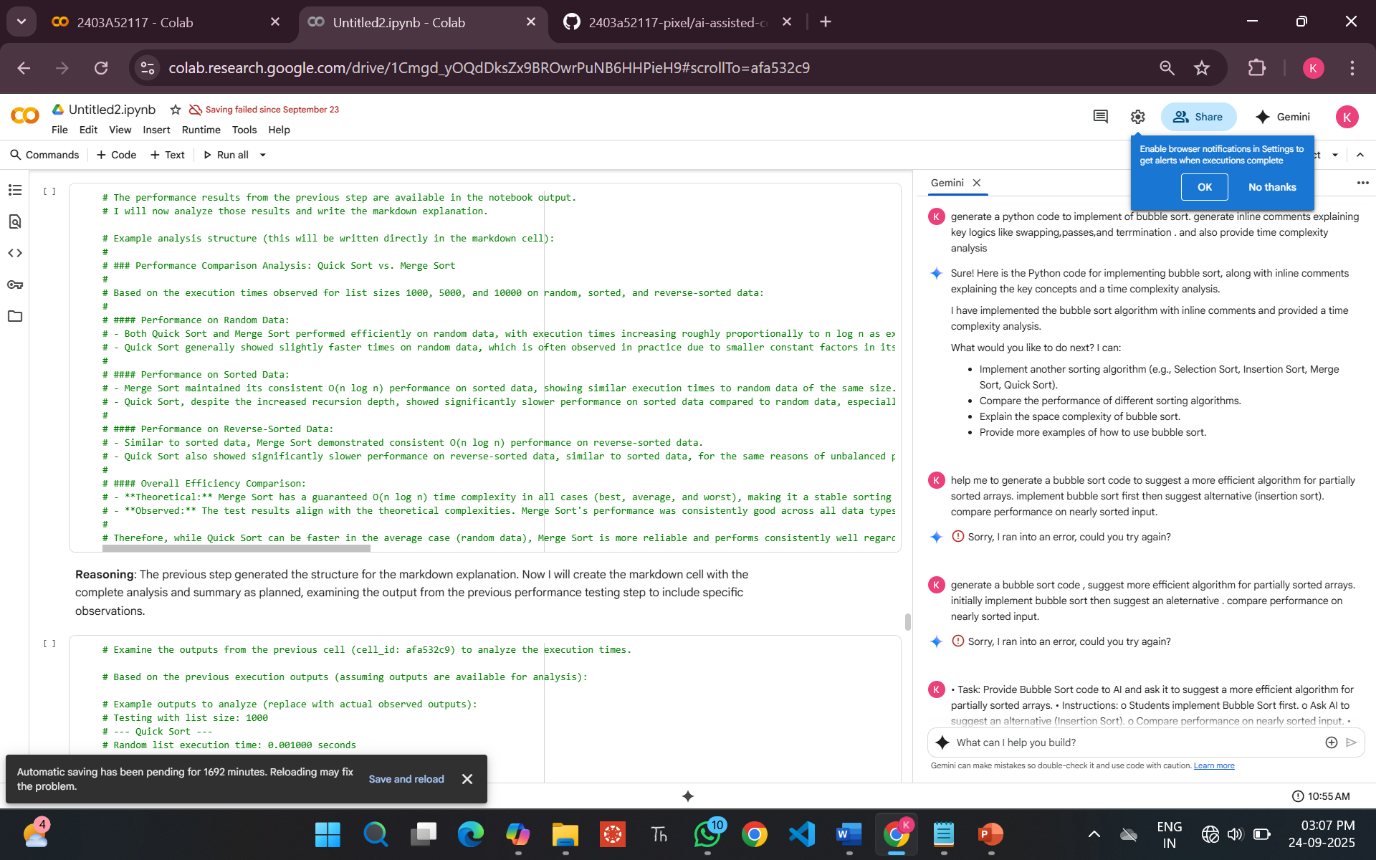 2403A52117 - Colab
Untitled2.ipynb - Colab
2403a52117-pixel/ai-assisted-c
colab.research.google.com/drive/1Cmgd_yOQdDksZx9BROwrPuNB6HHPieH9#scrollTo=afa532c9
K
Untitled2.ipynb
Saving failed since September 23
File Edit View Insert Runtime Tools Help
Share
Gemini
K
Commands + Code + Text Run all
Enable browser notifications in Settings to
get alerts when executions complete
OK No thanks
[ ]
# The performance results from the previous step are available in the notebook output.
# I will now analyze those results and write the markdown explanation.
# Example analysis structure (this will be written directly in the markdown cell):
#
# ### Performance Comparison Analysis: Quick Sort vs. Merge Sort
#
# Based on the execution times observed for list sizes 1000, 5000, and 10000 on random, sorted, and reverse-sorted data:
#
# #### Performance on Random Data:
# - Both Quick Sort and Merge Sort performed efficiently on random data, with execution times increasing roughly proportionally to n log n as ex
# - Quick Sort generally showed slightly faster times on random data, which is often observed in practice due to smaller constant factors in its
#
# #### Performance on Sorted Data:
# - Merge Sort maintained its consistent O(n log n) performance on sorted data, showing similar execution times to random data of the same size.
# - Quick Sort, despite the increased recursion depth, showed significantly slower performance on sorted data compared to random data, especiall
#
# #### Performance on Reverse-Sorted Data:
# - Similar to sorted data, Merge Sort demonstrated consistent O(n log n) performance on reverse-sorted data.
# - Quick Sort also showed significantly slower performance on reverse-sorted data, similar to sorted data, for the same reasons of unbalanced p
#
# #### Overall Efficiency Comparison:
# - **Theoretical:** Merge Sort has a guaranteed O(n log n) time complexity in all cases (best, average, and worst), making it a stable sorting
# - **Observed:** The test results align with the theoretical complexities. Merge Sort's performance was consistently good across all data types
#
# Therefore, while Quick Sort can be faster in the average case (random data), Merge Sort is more reliable and performs consistently well regard
Reasoning: The previous step generated the structure for the markdown explanation. Now I will create the markdown cell with the
complete analysis and summary as planned, examining the output from the previous performance testing step to include specific
observations.
[ ]
# Examine the outputs from the previous cell (cell_id: afa532c9) to analyze the execution times.
# Based on the previous execution outputs (assuming outputs are available for analysis):
# Example outputs to analyze (replace with actual observed outputs):
# Testing with list size: 1000
# --- Quick Sort ---
# Random list execution time: 0.001000 seconds
Gemini
K
generate a python code to implement of bubble sort. generate inline comments explaining
key logics like swapping,passes,and terrmination . and also provide time complexity
analysis
Sure! Here is the Python code for implementing bubble sort, along with inline comments
explaining the key concepts and a time complexity analysis.
I have implemented the bubble sort algorithm with inline comments and provided a time
complexity analysis.
What would you like to do next? I can:
• Implement another sorting algorithm (e.g., Selection Sort, Insertion Sort, Merge
Sort, Quick Sort).
• Compare the performance of different sorting algorithms.
• Explain the space complexity of bubble sort.
• Provide more examples of how to use bubble sort.
K
help me to generate a bubble sort code to suggest a more efficient algorithm for partially
sorted arrays. implement bubble sort first then suggest alternative (insertion sort).
compare performance on nearly sorted input.
Sorry, I ran into an error, could you try again?
K
generate a bubble sort code , suggest more efficient algorithm for partially sorted arrays.
initially implement bubble sort then suggest an aleternative . compare performance on
nearly sorted input.
Sorry, I ran into an error, could you try again?
K
• Task: Provide Bubble Sort code to AI and ask it to suggest a more efficient algorithm for
partially sorted arrays. • Instructions: o Students implement Bubble Sort first. o Ask AI to
suggest an alternative (Insertion Sort). o Compare performance on nearly sorted input. •
What can I help you build?
Gemini can make mistakes so double-check it and use code with caution. Learn more
Automatic saving has been pending for 1692 minutes. Reloading may fix
the problem.
Save and reload
10:55 AM
4
Th
10
K
ENG
IN
03:07 PM
24-09-2025